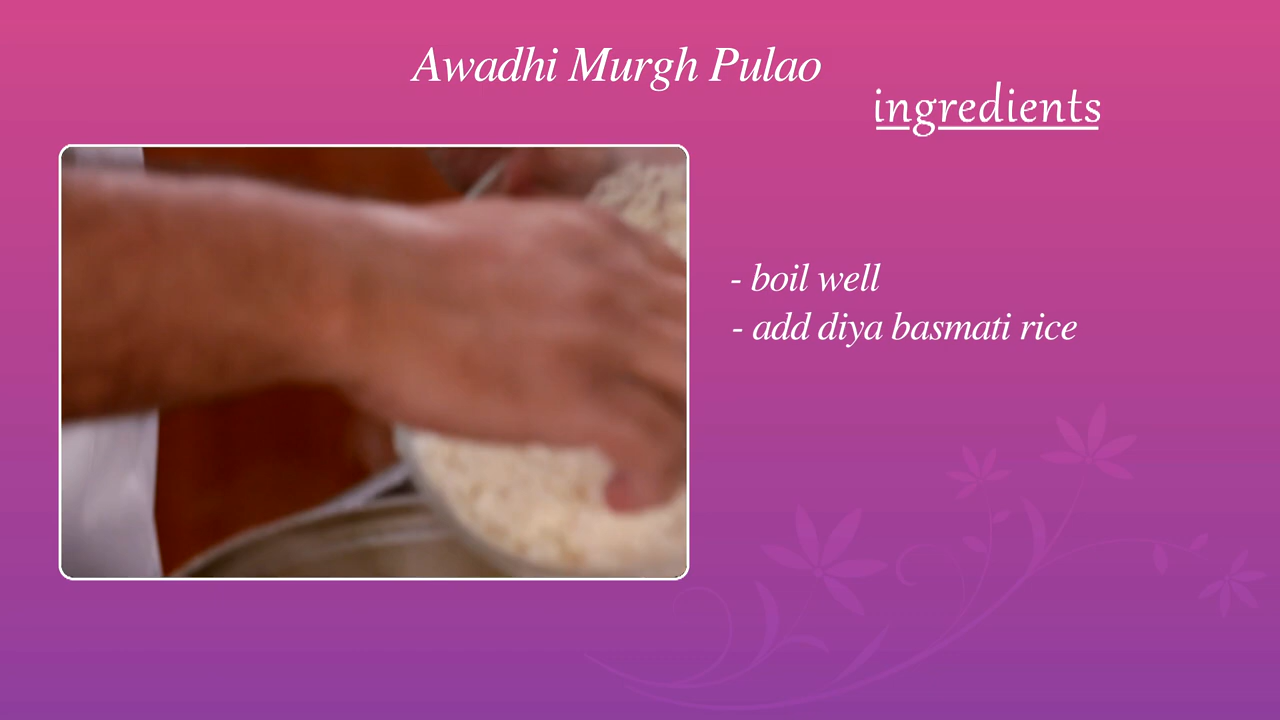 Awadhi Murgh Pulao
ingredients
- boil well
- add diya basmati rice